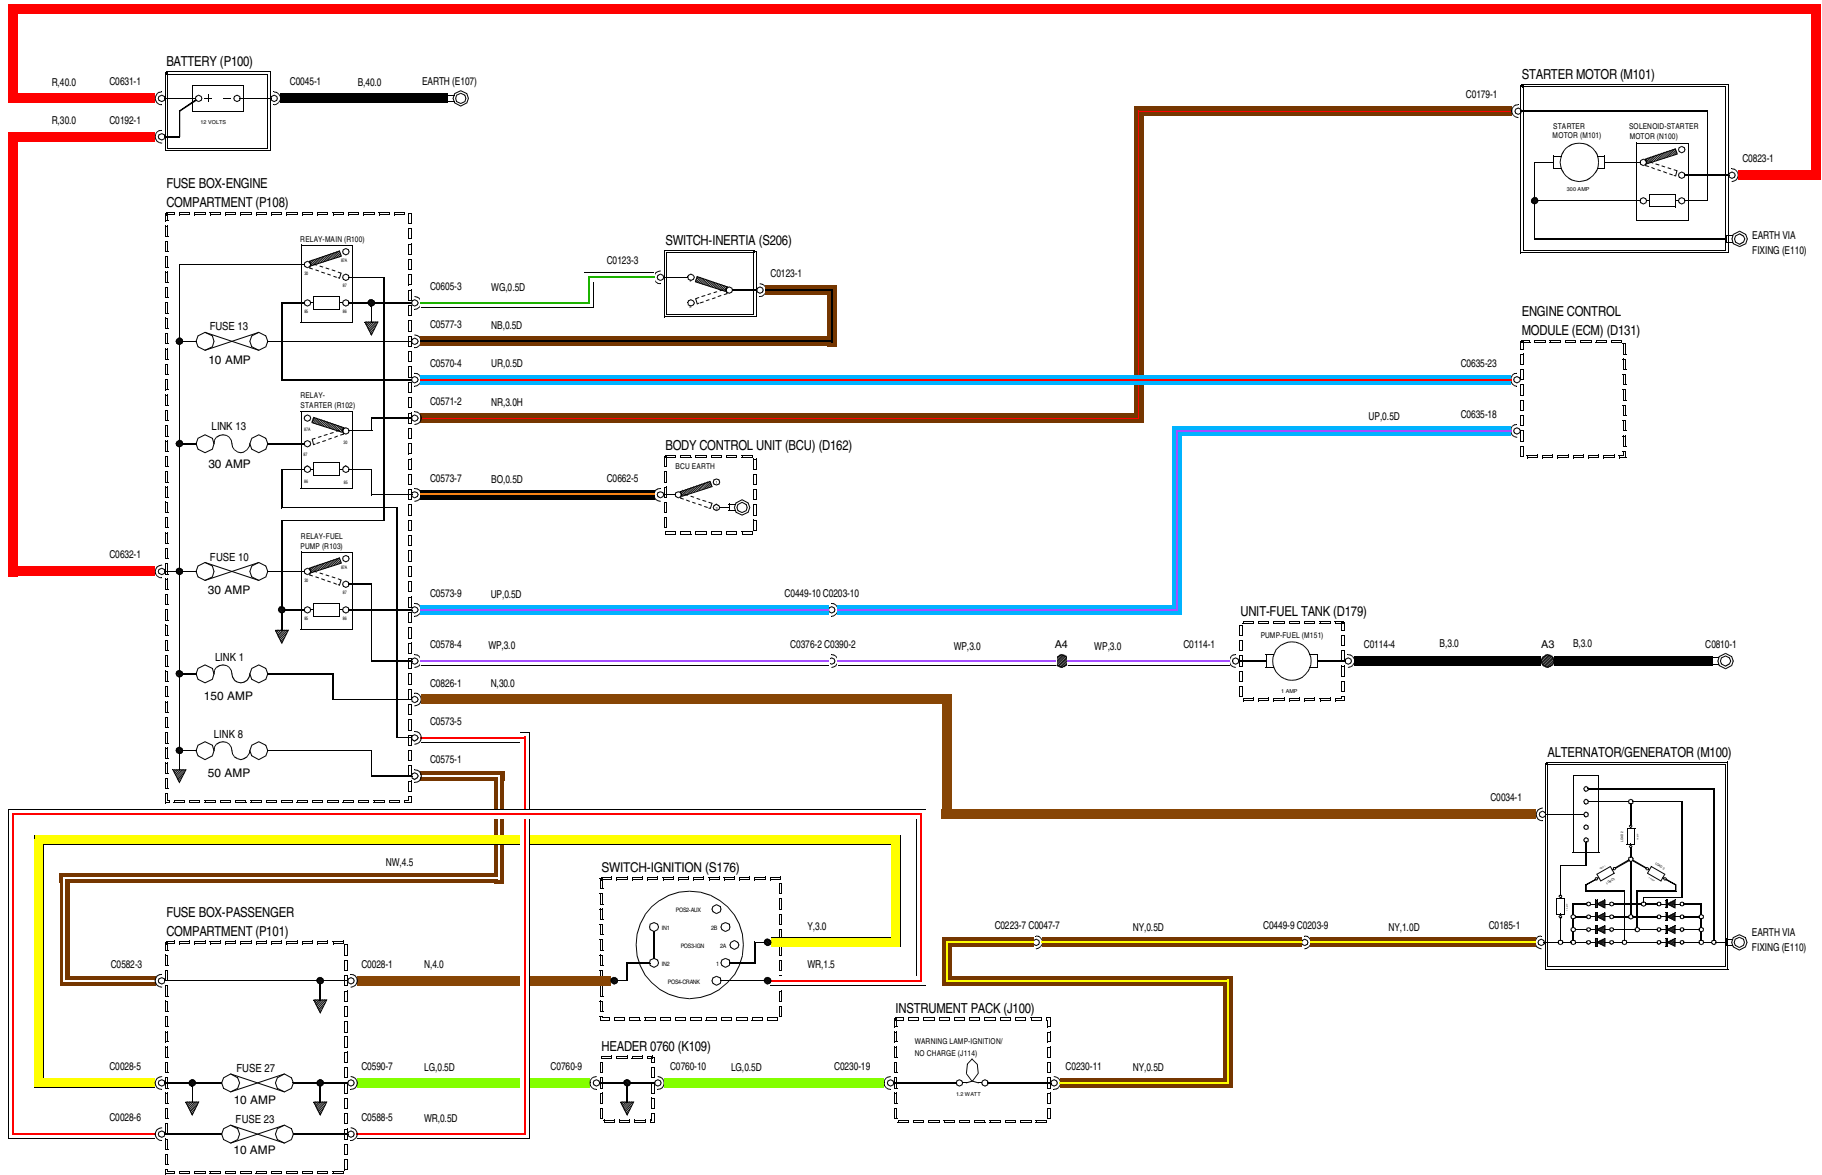 BATTERY (P100)
R,40.0 C0631-1
C0045-1 B,40.0 EARTH (E107)
R,30.0 C0192-1
12 VOLTS
STARTER MOTOR (M101)
C0179-1
STARTER
MOTOR (M101)
300 AMP
SOLENOID-STARTER
MOTOR (N100)
C0823-1
EARTH VIA
FIXING (E110)
FUSE BOX-ENGINE
COMPARTMENT (P108)
RELAY-MAIN (R100)
87A
30
87
85 86
C0605-3 WG,0.5D
C0123-3
SWITCH-INERTIA (S206)
C0123-1
FUSE 13
10 AMP
C0577-3 NB,0.5D
C0570-4 UR,0.5D
C0635-23
ENGINE CONTROL
MODULE (ECM) (D131)
RELAY-
STARTER (R102)
87A
30
87
C0571-2 NR,3.0H
LINK 13
30 AMP
UP,0.5D C0635-18
BODY CONTROL UNIT (BCU) (D162)
BCU EARTH
C0573-7 BO,0.5D C0662-5
C0632-1
FUSE 10
30 AMP
RELAY-FUEL
PUMP (R103)
87A
30
87
85 86
C0573-9 UP,0.5D C0449-10 C0203-10
UNIT-FUEL TANK (D179)
PUMP-FUEL (M151)
1 AMP
C0578-4 WP,3.0 C0376-2 C0390-2 WP,3.0 A4 WP,3.0 C0114-1
C0114-4 B,3.0 A3 B,3.0 C0810-1
LINK 1
150 AMP
C0826-1 N,30.0
C0573-5
LINK 8
50 AMP
C0575-1
ALTERNATOR/GENERATOR (M100)
C0034-1
NW,4.5
SWITCH-IGNITION (S176)
POS2-AUX
IN1 2B
POS3-IGN 2A
IN2 1
POS4-CRANK
Y,3.0
WR,1.5
C0223-7 C0047-7 NY,0.5D C0449-9 C0203-9 NY,1.0D C0185-1
EARTH VIA
FIXING (E110)
FUSE BOX-PASSENGER
COMPARTMENT (P101)
C0582-3
C0028-1 N,4.0
INSTRUMENT PACK (J100)
WARNING LAMP-IGNITION/
NO CHARGE (J114)
1.2 WATT
HEADER 0760 (K109)
C0028-5
FUSE 27
10 AMP
C0590-7 LG,0.5D C0760-9
C0760-10 LG,0.5D C0230-19
C0230-11 NY,0.5D
C0028-6
FUSE 23
10 AMP
C0588-5 WR,0.5D